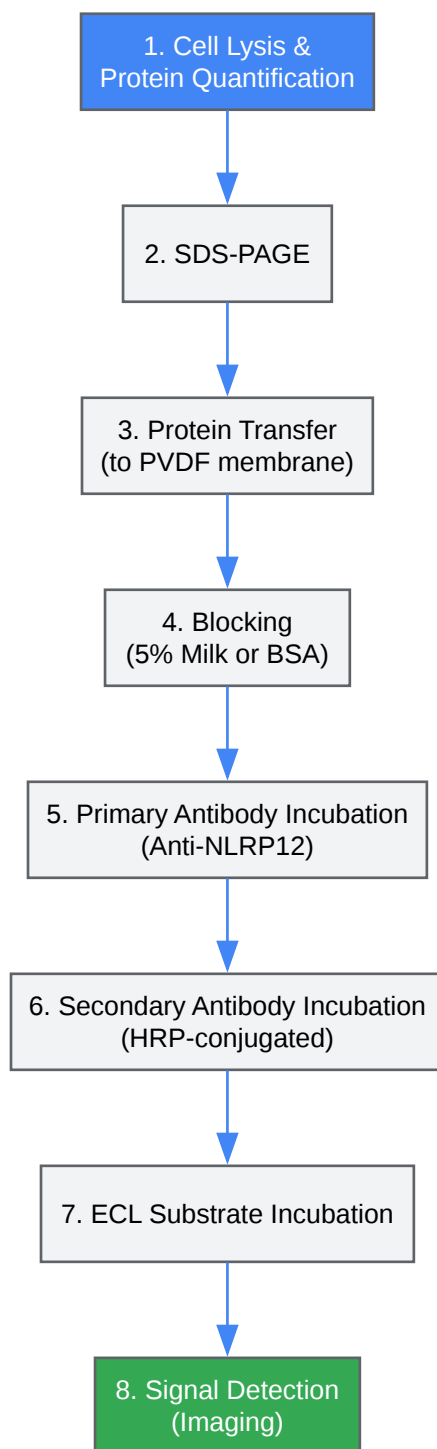 1. Cell Lysis &
Protein Quantification
2. SDS-PAGE
3. Protein Transfer
(to PVDF membrane)
4. Blocking
(5% Milk or BSA)
5. Primary Antibody Incubation
(Anti-NLRP12)
6. Secondary Antibody Incubation
(HRP-conjugated)
7. ECL Substrate Incubation
8. Signal Detection
(Imaging)